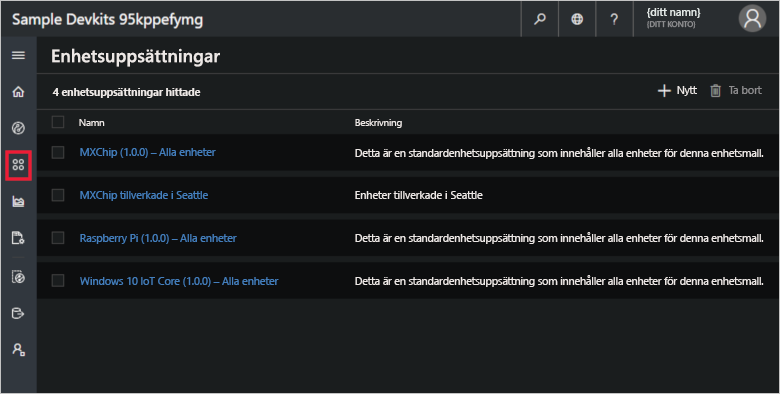 Sample Devkits 95kppefymg
?
{ditt namn}
(DITT KONTO)
Enhetsuppsättningar
4 enhetsuppsättningar hittade
Nytt
Ta bort
Namn
Beskrivning
MXChip (1.0.0) – Alla enheter
Detta är en standardenhetsuppsättning som innehåller alla enheter för denna enhetsmall.
MXChip tillverkade i Seattle
Enheter tillverkade i Seattle
Raspberry Pi (1.0.0) – Alla enheter
Detta är en standardenhetsuppsättning som innehåller alla enheter för denna enhetsmall.
Windows 10 IoT Core (1.0.0) – Alla enheter
Detta är en standardenhetsuppsättning som innehåller alla enheter för denna enhetsmall.